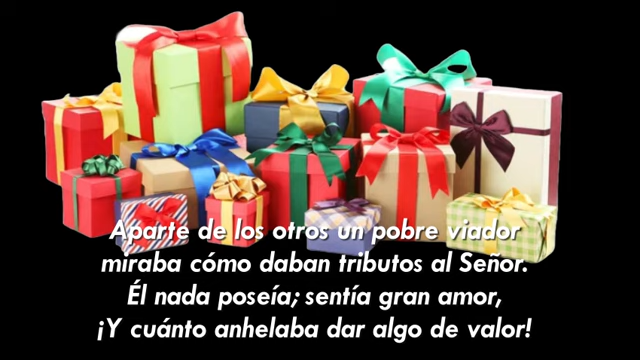 Aparte de los otros un pobre viador
miraba cómo daban tributos al Señor.
Él nada poseía; sentía gran amor,
¡Y cuánto anhelaba dar algo de valor!